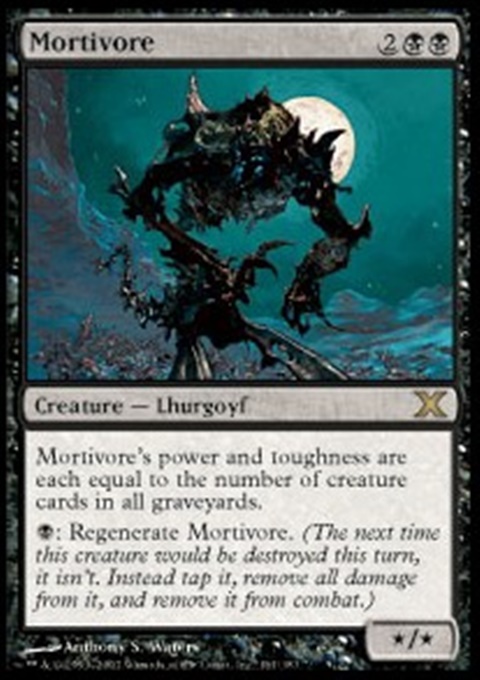 Mortivore 2
Creature — Lhurgoyf
Mortivore's power and toughness are
each equal to the number of creature
cards in all graveyards.
: Regenerate Mortivore. (The next time
this creature would be destroyed this turn,
it isn't. Instead tap it, remove all damage
from it, and remove it from combat.)
Anthony S. Waters
★/★